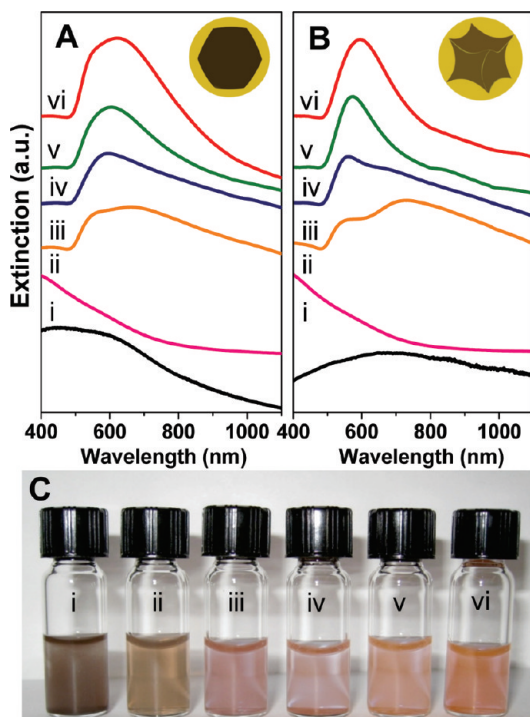 A
B
vi
v
iv
iii
ii
i
vi
v
iv
iii
ii
i
Extinction (a.u.)
400 600 800 1000
400 600 800 1000
Wavelength (nm)
Wavelength (nm)
C
i ii iii iv v vi